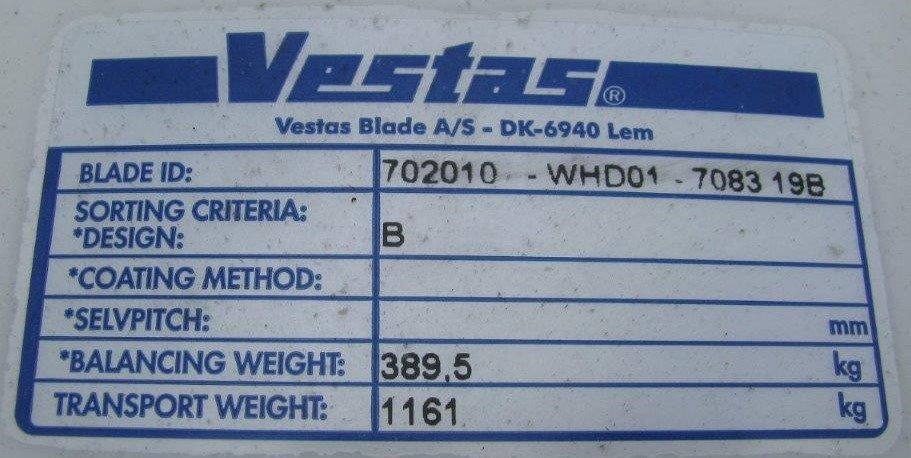 Vestas®
Vestas Blade A/S - DK-6940 Lem
BLADE ID: 702010 - WHD01 - 7083 19B
SORTING CRITERIA:
*DESIGN: B
*COATING METHOD:
*SELVPITCH: mm
*BALANCING WEIGHT: 389,5 kg
TRANSPORT WEIGHT: 1161 kg